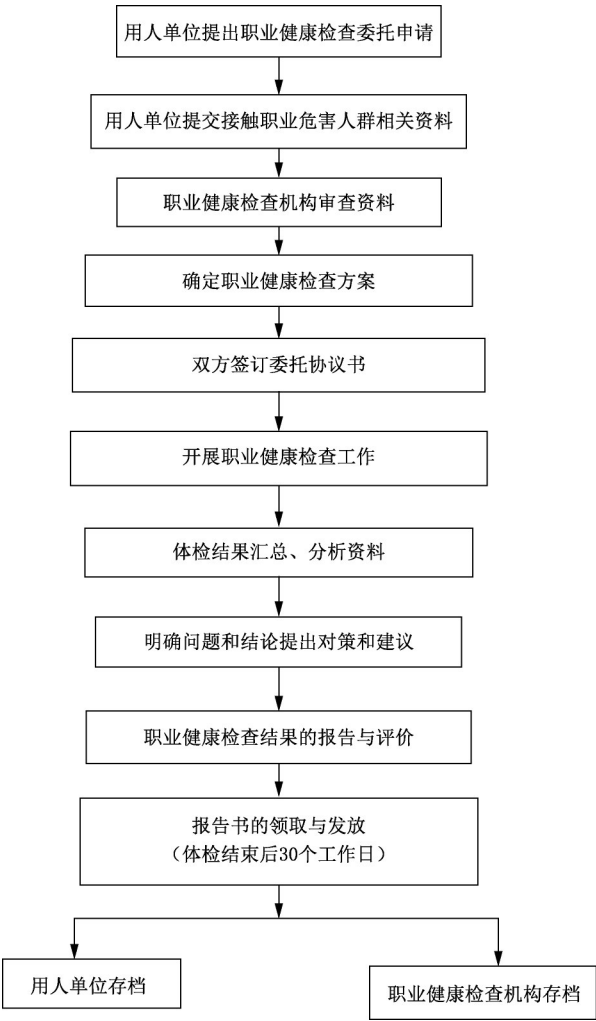 用人单位提出职业健康检查委托申请
用人单位提交接触职业危害人群相关资料
职业健康检查机构审查资料
确定职业健康检查方案
双方签订委托协议书
开展职业健康检查工作
体检结果汇总、分析资料
明确问题和结论提出对策和建议
职业健康检查结果的报告与评价
报告书的领取与发放
（体检结束后30个工作日）
用人单位存档
职业健康检查机构存档